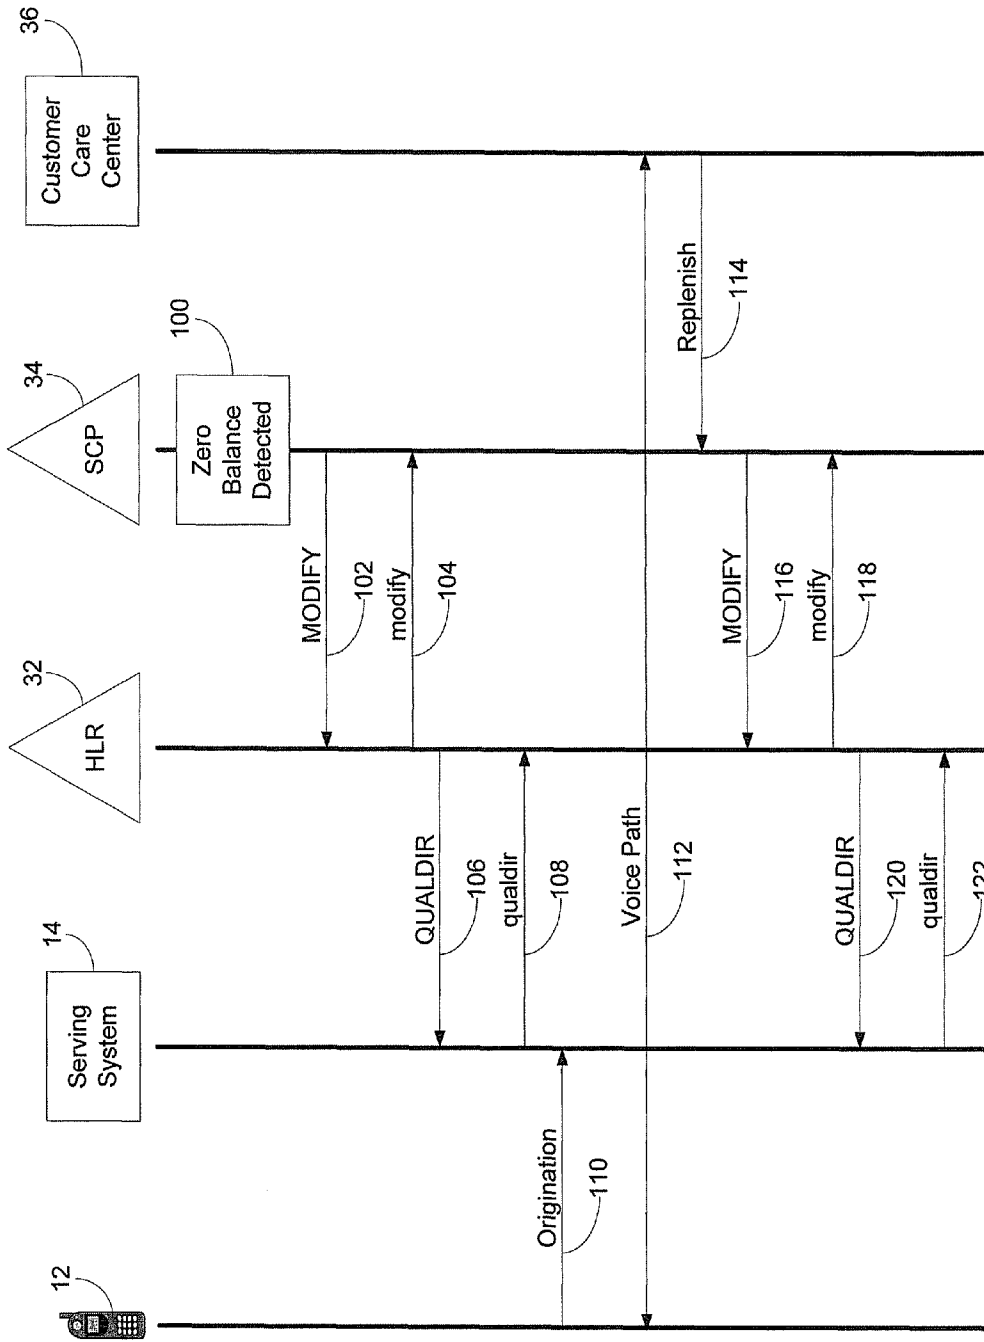 12
Serving
System
14
HLR
32
SCP
34
Customer
Care
Center
36
Zero
Balance
Detected
100
MODIFY
102
modify
104
QUALDIR
106
qualdir
108
Origination
110
Voice Path
112
Replenish
114
MODIFY
116
modify
118
QUALDIR
120
qualdir
122